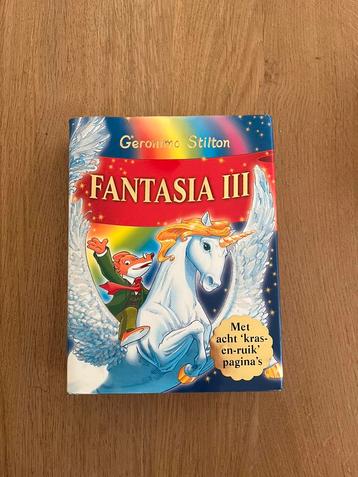 Geronimo Stilton
FANTASIA III
Met
acht ‘kras-
en-ruik’
pagina’s